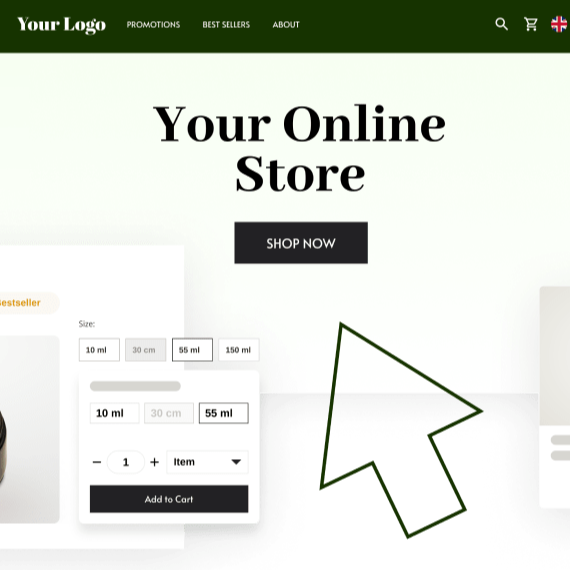 Your Logo PROMOTIONS BEST SELLERS ABOUT
Your Online
Store
SHOP NOW
estseller
Size:
10 ml 30 cm 55 ml 150 ml
10 ml 30 cm 55 ml
− 1 + Item
Add to Cart